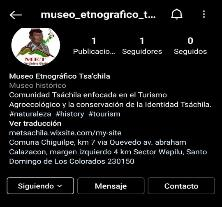 museo_etnografico_t...
1 1 0
Publicacio... Seguidores Seguidos
Museo Etnográfico Tsa'chila
Museo histórico
Comunidad Tsáchila enfocada en el Turismo
Agroecológico y la conservación de la Identidad Tsáchila.
#naturaleza #history #tourism
Ver traducción
metsachila.wixsite.com/my-site
Comuna Chiguilpe, km 7 via Quevedo av. abraham
Calazacon, margen izquierdo 4 km Sector Wapilu, Santo
Domingo de Los Colorados 230150
Siguiendo Mensaje Contacto